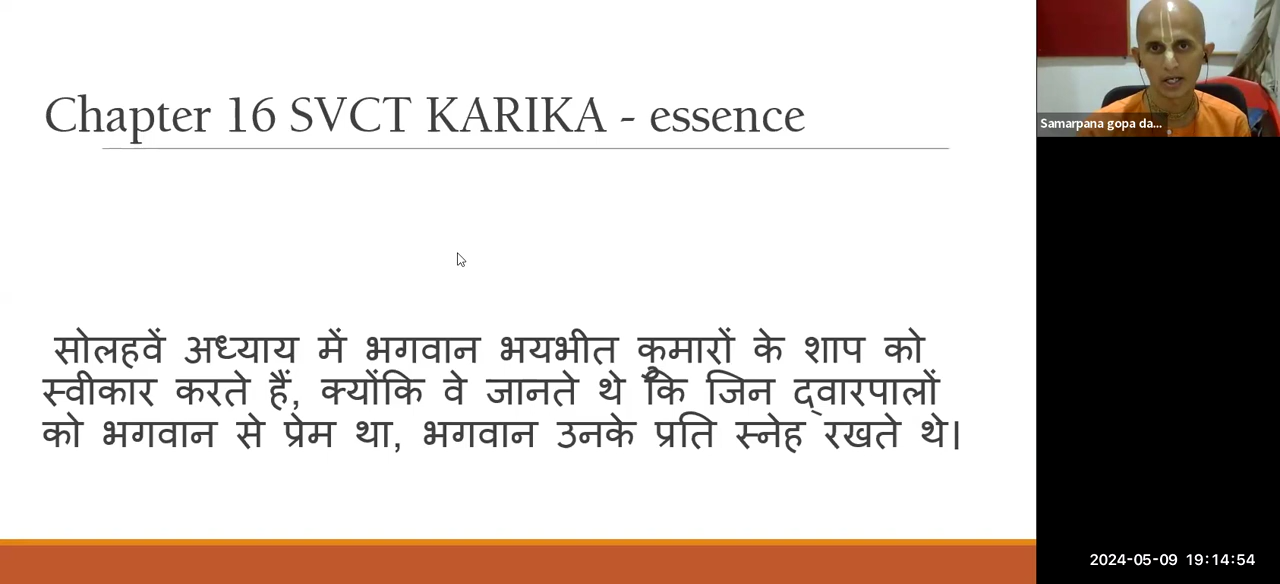 Chapter 16 SVCT KARIKA - essence
सोलहवें अध्याय में भगवान भयभीत कुमारों के शाप को
स्वीकार करते हैं, क्योंकि वे जानते थे कि जिन द्वारपालों
को भगवान से प्रेम था, भगवान उनके प्रति स्नेह रखते थे।
Samarpana gopa da...
2024-05-09 19:14:54